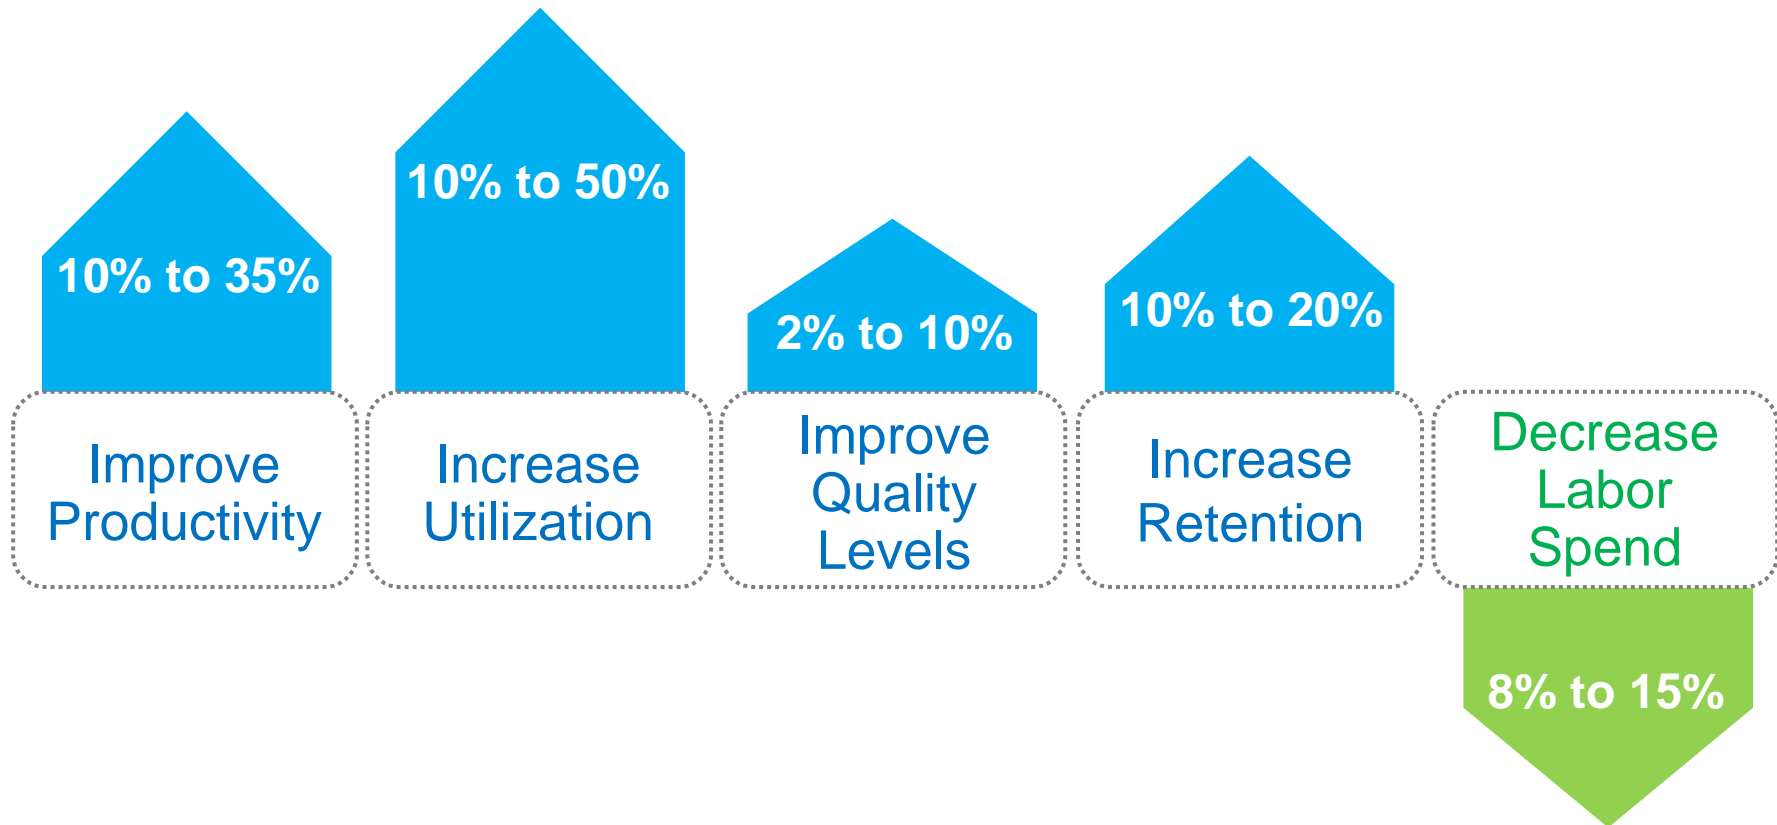 10% to 35%
Improve
Productivity
10% to 50%
Increase
Utilization
2% to 10%
Improve
Quality
Levels
10% to 20%
Increase
Retention
Decrease
Labor
Spend
8% to 15%